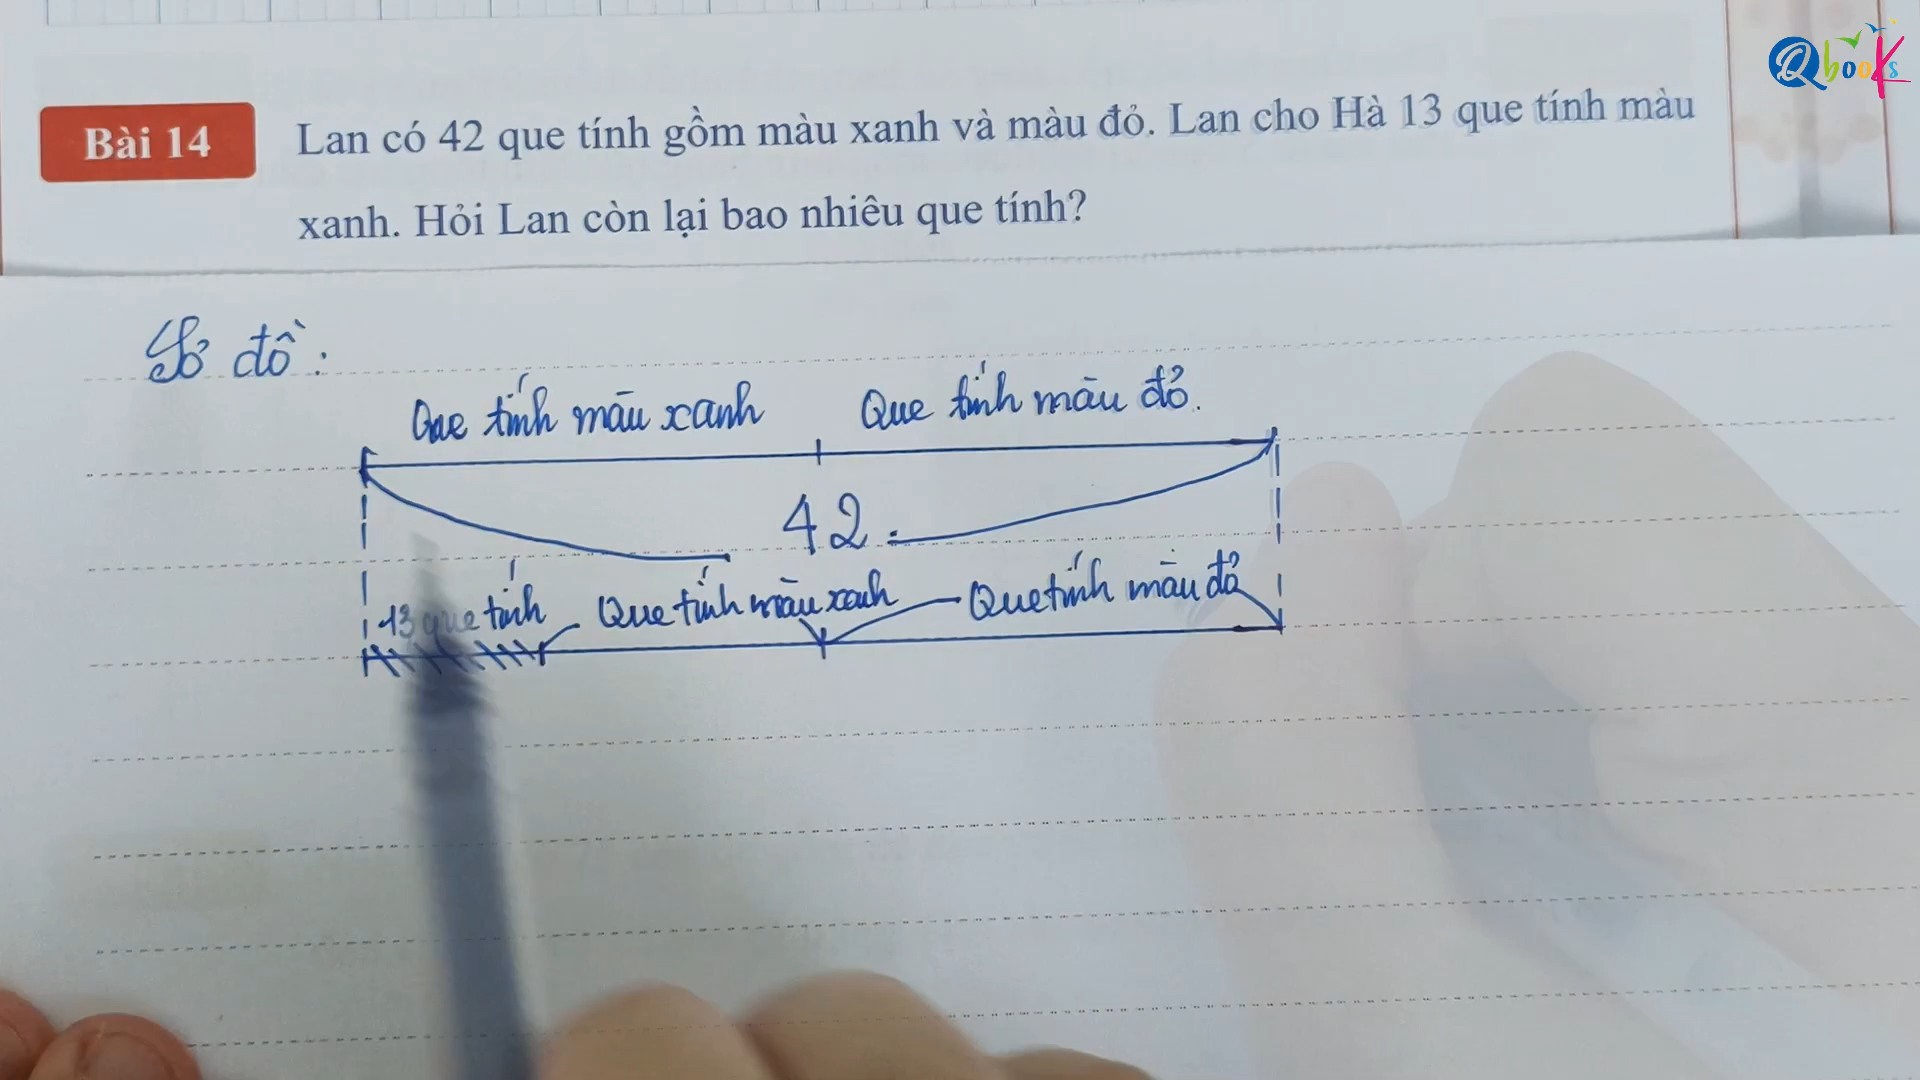 Qbooks
Bài 14
Lan có 42 que tính gồm màu xanh và màu đỏ. Lan cho Hà 13 que tính màu
xanh. Hỏi Lan còn lại bao nhiêu que tính?
Sơ đồ:
Que tính màu xanh Que tính màu đỏ.
42
13 que tính Que tính màu xanh Que tính màu đỏ